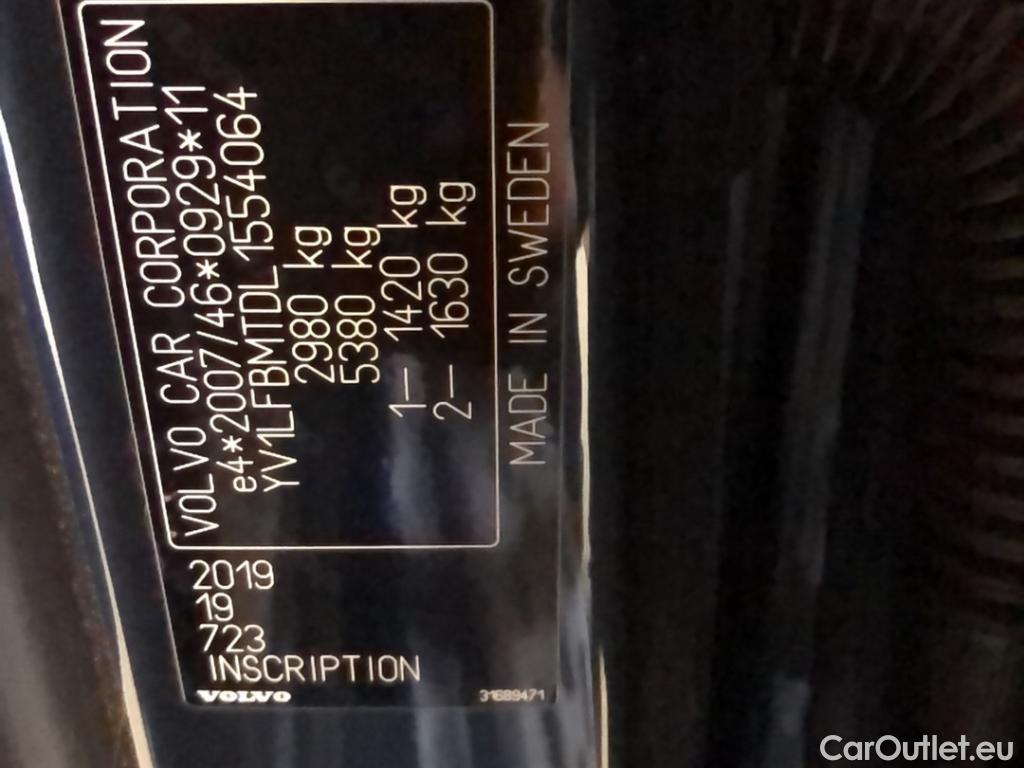 VOLVO CAR CORPORATION
e4*2007/46*0929*11
YV1LFBMTDL1554064
2980 kg
5380 kg
1— 1420 kg
2— 1630 kg
MADE IN SWEDEN
2019
19
723
INSCRIPTION
VOLVO
31689471
CarOutlet.eu